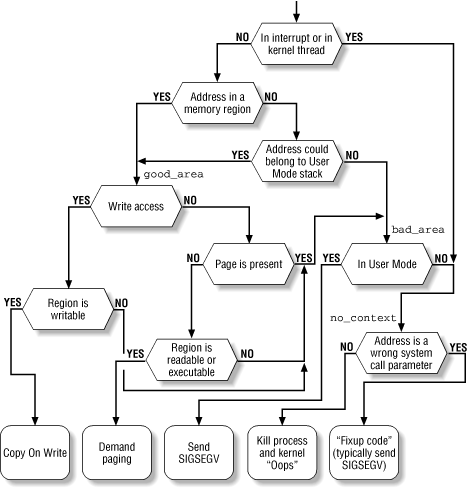 In interrupt or in
kernel thread
NO
YES
Address in a
memory region
YES
NO
Address could
belong to User
Mode stack
YES
NO
good_area
Write access
YES
NO
bad_area
Page is present
NO
YES
In User Mode
YES
NO
Region is
writable
YES
NO
no_context
Region is
readable or
executable
YES
NO
Address is a
wrong system
call parameter
NO
YES
Copy On Write
Demand
paging
Send
SIGSEGV
Kill process
and kernel
“Oops”
“Fixup code”
(typically send
SIGSEGV)